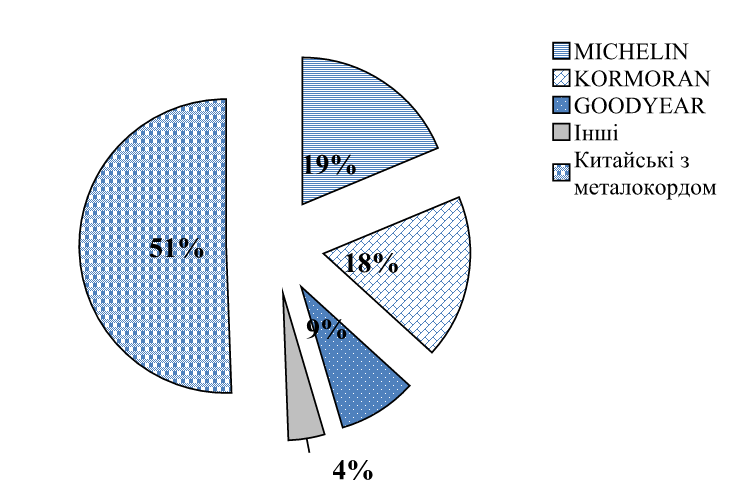 MICHELIN
KORMORAN
GOODYEAR
Інші
Китайські з
металокордом
19%
18%
9%
4%
51%